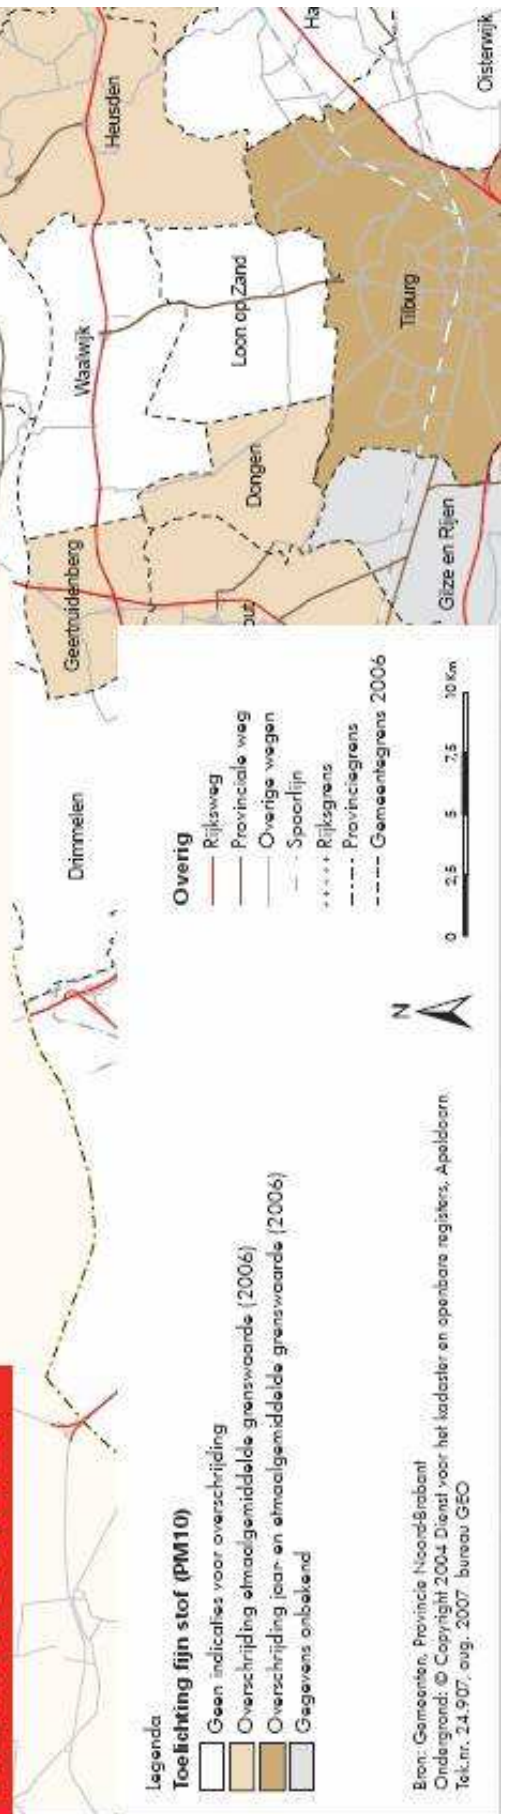 Legenda
Toelichting fijn stof (PM10)
Geen indicaties voor overschrijding
Overschrijding etmaalgemiddelde grenswaarde (2006)
Overschrijding jaar- en etmaalgemiddelde grenswaarde (2006)
Gegevens onbekend
Bron: Gemeenten, Provincie Noord-Brabant
Ondergrond: © Copyright 2004 Dienst voor het kadaster en openbare registers, Apeldoorn.
Tek.nr. 24.907, aug. 2007 bureau GEO
Overig
Rijksweg
Provinciale weg
Overige wegen
Spoorlijn
Rijksgrens
Provinciegrens
Gemeentegrens 2006
N
0 2,5 5 7,5 10 Km
Drimmelen
Geertruidenberg
Waalwijk
Heusden
out
Dongen
Loon op Zand
Ha
Gilze en Rijen
Tilburg
Oisterwijk